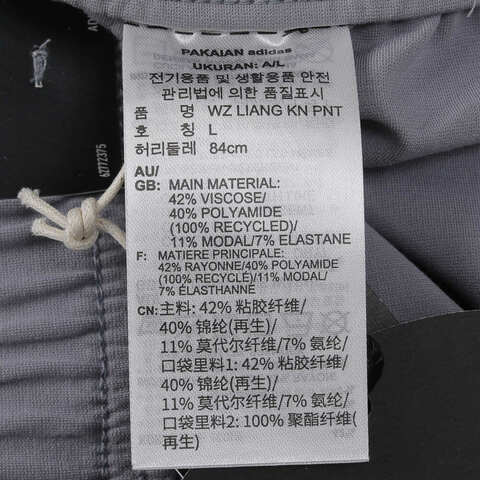 PAKAIAN adidas
UKURAN: A/L
전기용품 및 생활용품 안전
관리법에 의한 품질표시
품 명 WZ LIANG KN PNT
호 칭 L
허리둘레 84cm
AU/
GB: MAIN MATERIAL:
42% VISCOSE/
40% POLYAMIDE
(100% RECYCLED)/
11% MODAL/7% ELASTANE
F: MATIERE PRINCIPALE:
42% RAYONNE/40% POLYAMIDE
(100% RECYCLÉ)/11% MODAL/
7% ÉLASTHANNE
CN:主料: 42% 粘胶纤维/
40% 锦纶(再生)/
11% 莫代尔纤维/7% 氨纶/
口袋里料1: 42% 粘胶纤维/
40% 锦纶(再生)/
11% 莫代尔纤维/7% 氨纶/
口袋里料2: 100% 聚酯纤维(
再生)
62772375